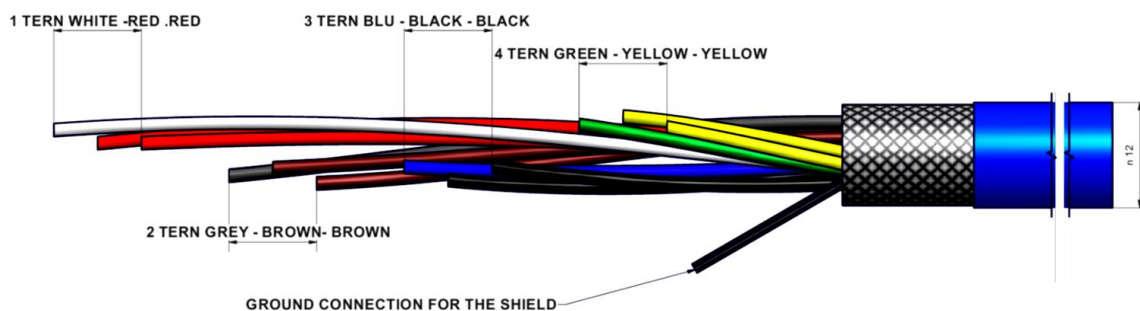 1 TERN WHITE -RED .RED
3 TERN BLU - BLACK - BLACK
4 TERN GREEN - YELLOW - YELLOW
n 12
2 TERN GREY - BROWN- BROWN
GROUND CONNECTION FOR THE SHIELD